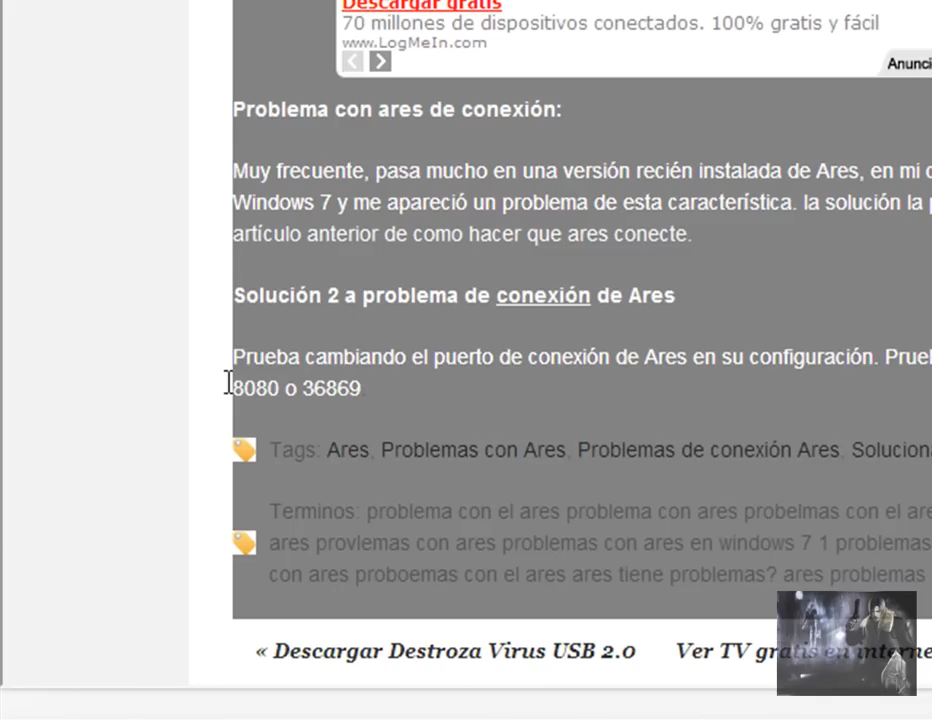 Descargar gratis
70 millones de dispositivos conectados. 100% gratis y fácil
www.LogMeIn.com
Anunci
Problema con ares de conexión:
Muy frecuente, pasa mucho en una versión recién instalada de Ares, en mi
Windows 7 y me apareció un problema de esta característica. la solución la
artículo anterior de como hacer que ares conecte.
Solución 2 a problema de conexión de Ares
Prueba cambiando el puerto de conexión de Ares en su configuración. Prue
8080 o 36869
Tags: Ares, Problemas con Ares, Problemas de conexión Ares, Solucion
Terminos: problema con el ares problema con ares probelmas con el are
ares provlemas con ares problemas con ares en windows 7 1 problemas
con ares proboemas con el ares ares tiene problemas? ares problemas
« Descargar Destroza Virus USB 2.0 Ver TV gratis en interne